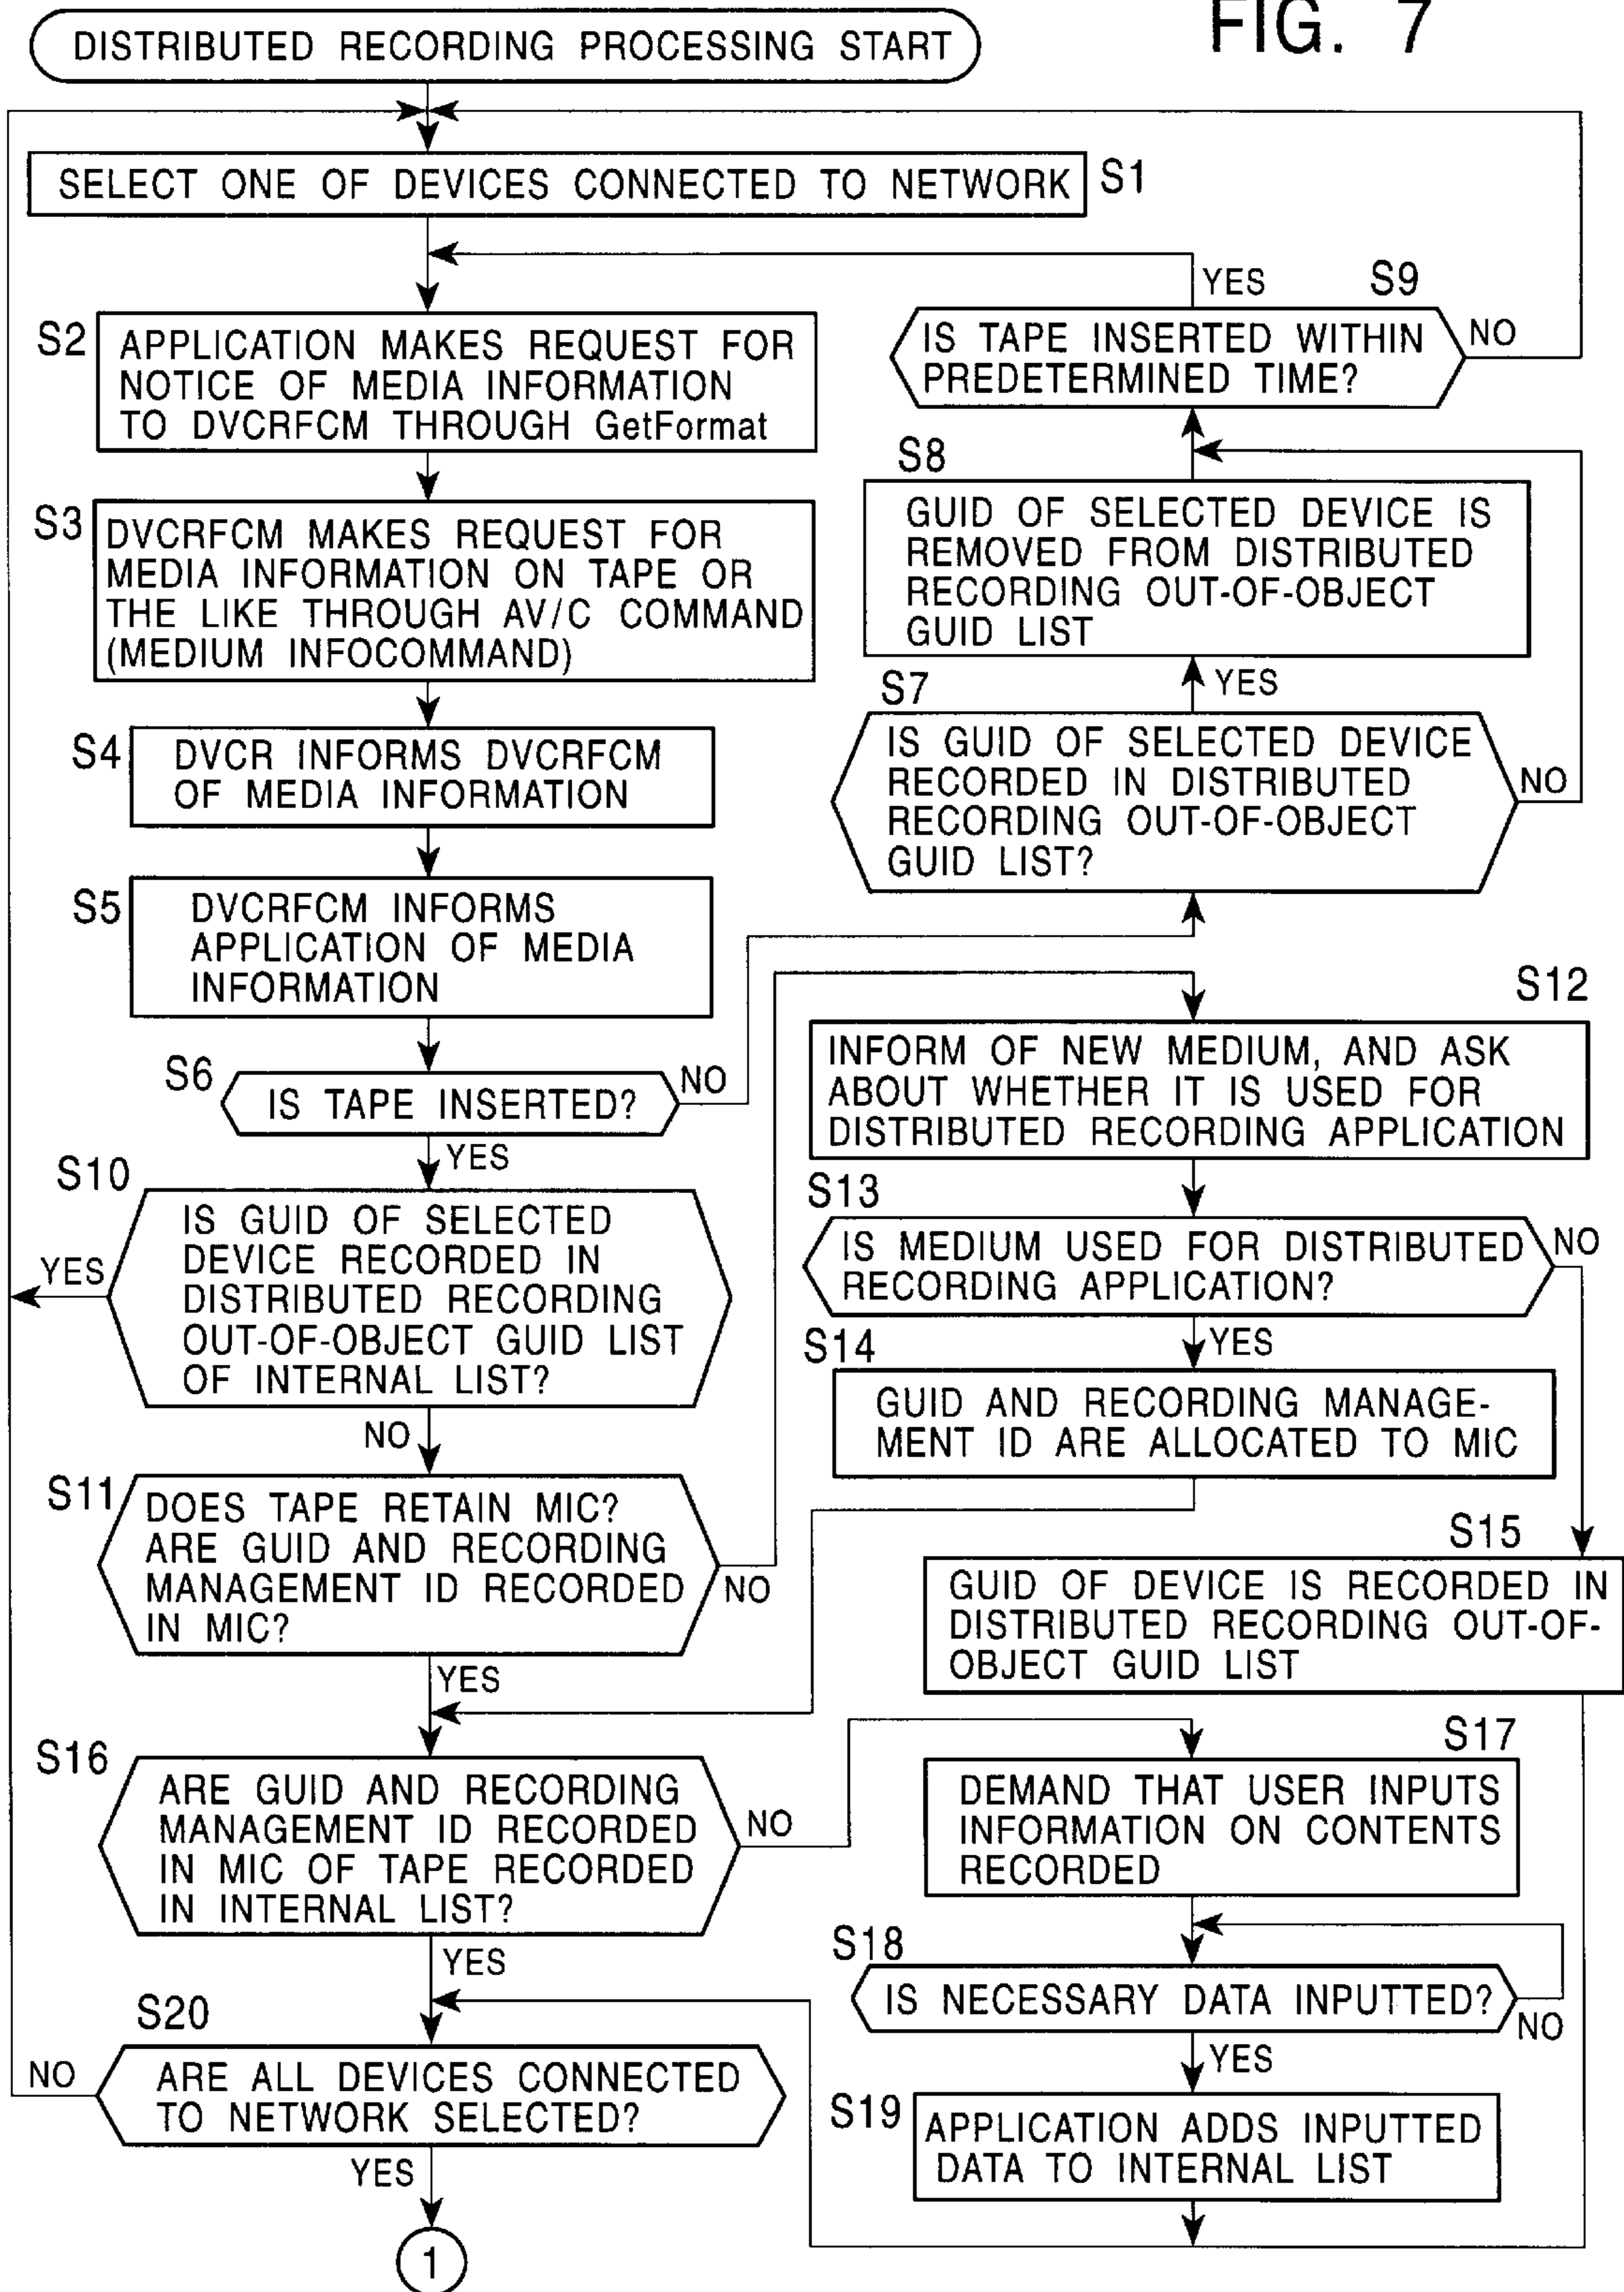 FIG. 7
DISTRIBUTED RECORDING PROCESSING START
SELECT ONE OF DEVICES CONNECTED TO NETWORK
S1
S2
APPLICATION MAKES REQUEST FOR
NOTICE OF MEDIA INFORMATION
TO DVCRFCM THROUGH GetFormat
S3
DVCRFCM MAKES REQUEST FOR
MEDIA INFORMATION ON TAPE OR
THE LIKE THROUGH AV/C COMMAND
(MEDIUM INFOCOMMAND)
S4
DVCR INFORMS DVCRFCM
OF MEDIA INFORMATION
S5
DVCRFCM INFORMS
APPLICATION OF MEDIA
INFORMATION
S6
IS TAPE INSERTED?
NO
YES
S7
IS GUID OF SELECTED DEVICE
RECORDED IN DISTRIBUTED
RECORDING OUT-OF-OBJECT
GUID LIST?
NO
YES
S8
GUID OF SELECTED DEVICE IS
REMOVED FROM DISTRIBUTED
RECORDING OUT-OF-OBJECT
GUID LIST
S9
IS TAPE INSERTED WITHIN
PREDETERMINED TIME?
YES
NO
S10
IS GUID OF SELECTED
DEVICE RECORDED IN
DISTRIBUTED RECORDING
OUT-OF-OBJECT GUID LIST
OF INTERNAL LIST?
YES
NO
S11
DOES TAPE RETAIN MIC?
ARE GUID AND RECORDING
MANAGEMENT ID RECORDED
IN MIC?
NO
YES
S12
INFORM OF NEW MEDIUM, AND ASK
ABOUT WHETHER IT IS USED FOR
DISTRIBUTED RECORDING APPLICATION
S13
IS MEDIUM USED FOR DISTRIBUTED
RECORDING APPLICATION?
NO
YES
S14
GUID AND RECORDING MANAGE-
MENT ID ARE ALLOCATED TO MIC
S15
GUID OF DEVICE IS RECORDED IN
DISTRIBUTED RECORDING OUT-OF-
OBJECT GUID LIST
S16
ARE GUID AND RECORDING
MANAGEMENT ID RECORDED
IN MIC OF TAPE RECORDED
IN INTERNAL LIST?
NO
YES
S17
DEMAND THAT USER INPUTS
INFORMATION ON CONTENTS
RECORDED
S18
IS NECESSARY DATA INPUTTED?
NO
YES
S19
APPLICATION ADDS INPUTTED
DATA TO INTERNAL LIST
S20
ARE ALL DEVICES CONNECTED
TO NETWORK SELECTED?
NO
YES
1